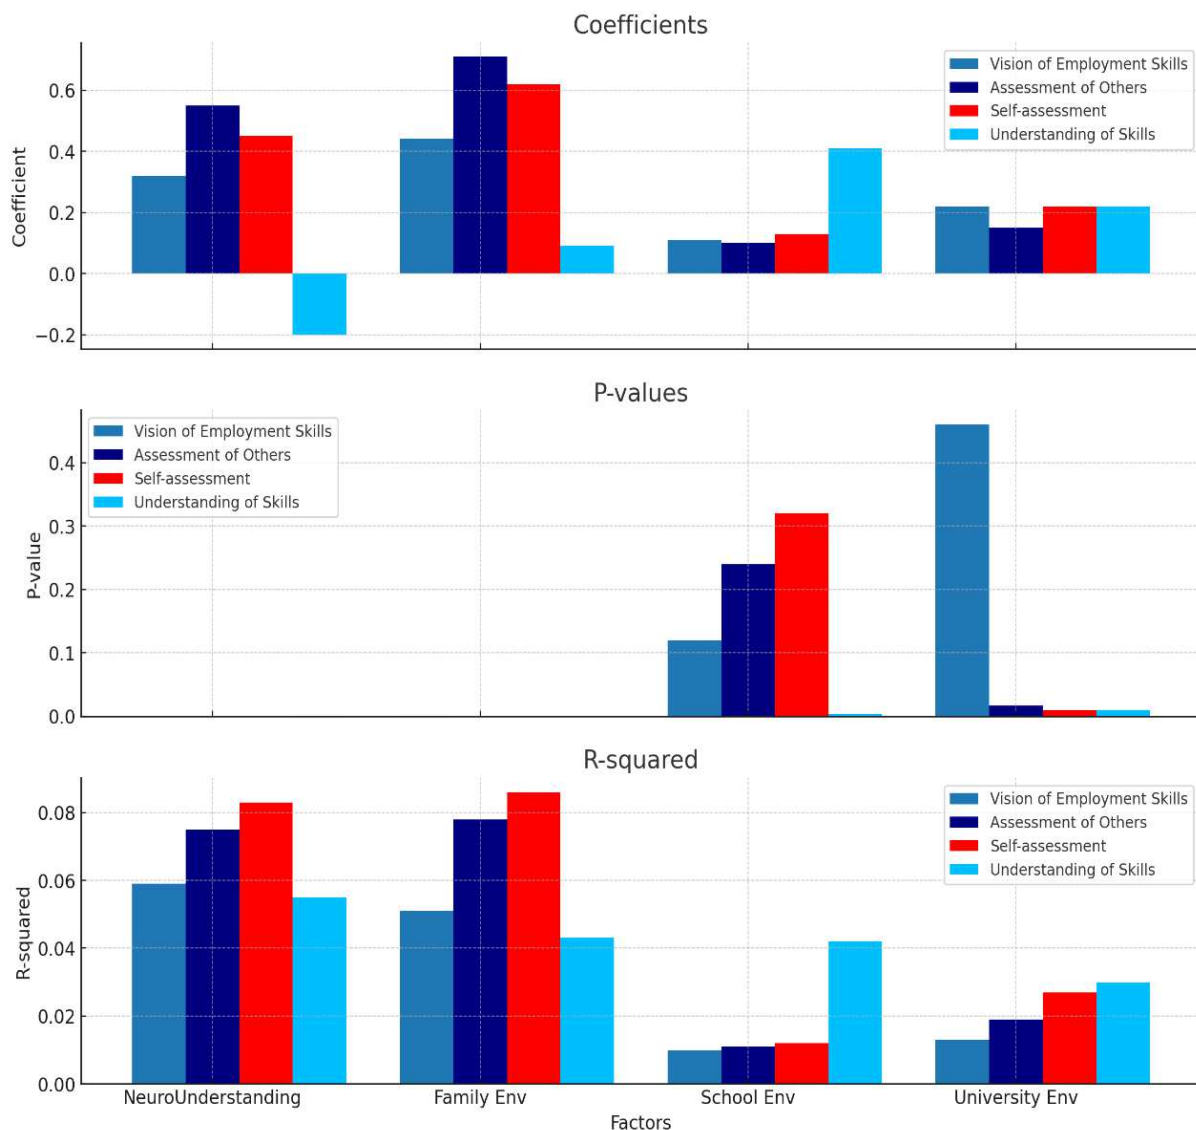 Coefficients
Coefficient
0.6
0.4
0.2
0.0
−0.2
Vision of Employment Skills
Assessment of Others
Self-assessment
Understanding of Skills
P-values
P-value
0.4
0.3
0.2
0.1
0.0
Vision of Employment Skills
Assessment of Others
Self-assessment
Understanding of Skills
R-squared
R-squared
0.08
0.06
0.04
0.02
0.00
Vision of Employment Skills
Assessment of Others
Self-assessment
Understanding of Skills
NeuroUnderstanding
Family Env
School Env
University Env
Factors